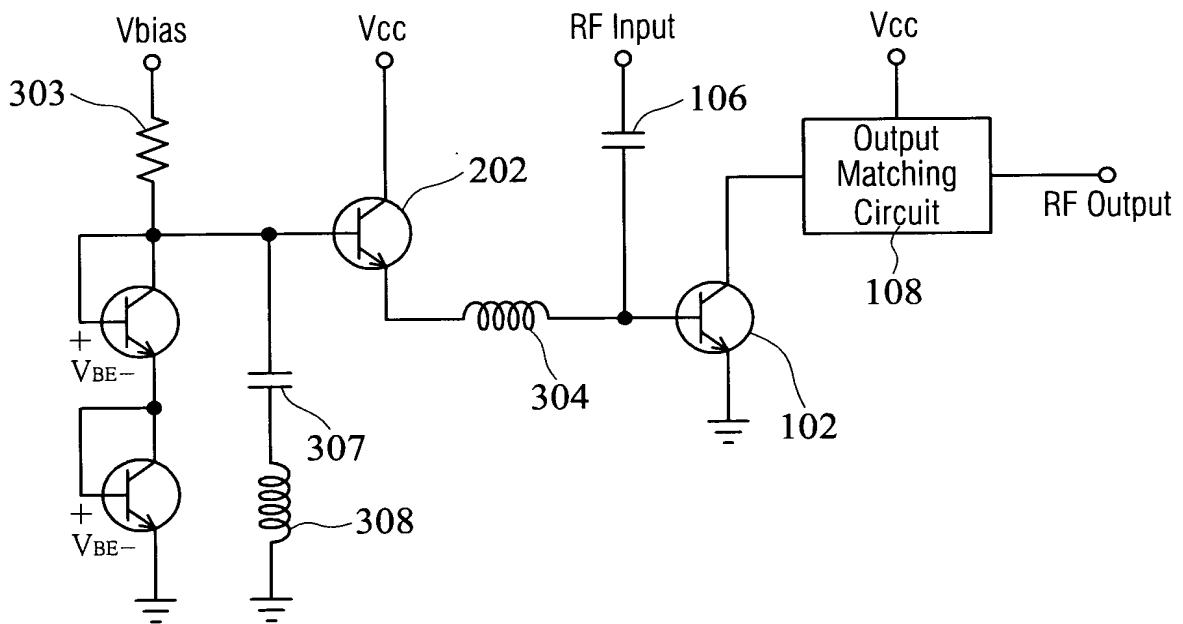 Vbias
Vcc
RF Input
Vcc
303
106
202
Output
Matching
Circuit
RF Output
108
+
VBE-
304
102
307
+
VBE-
308